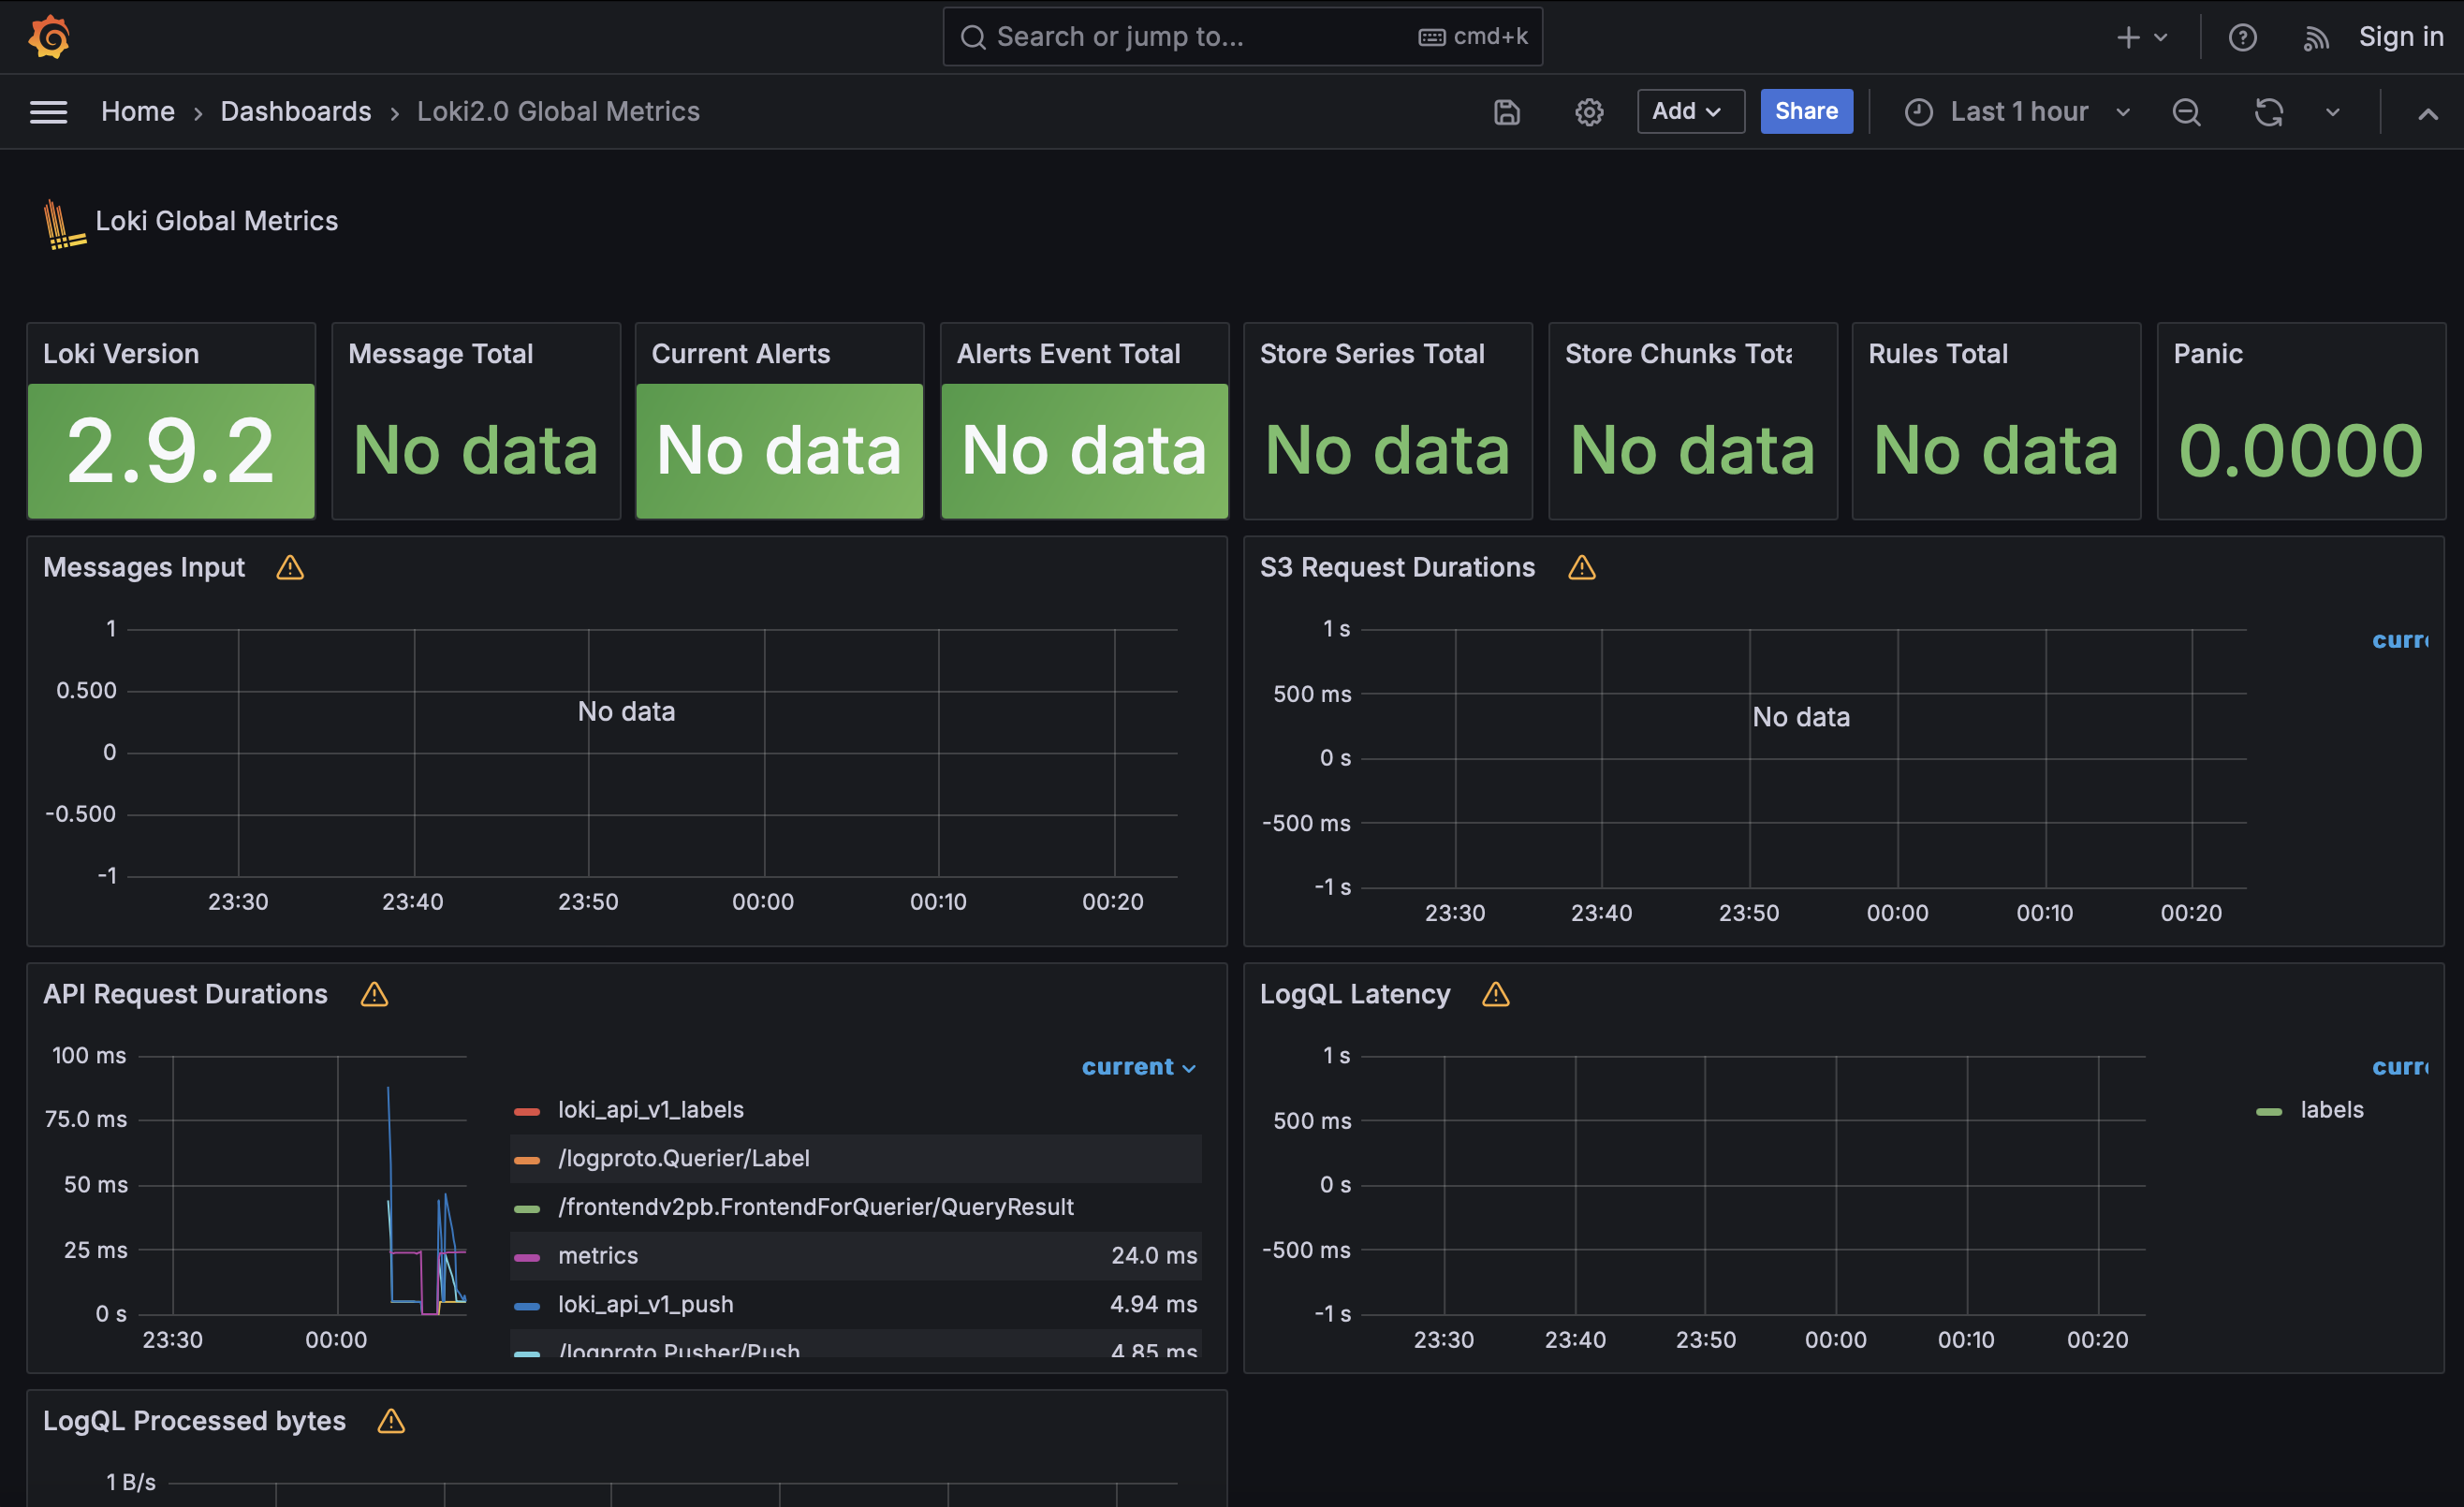 Search or jump to...
cmd+k
Sign in
Home › Dashboards › Loki2.0 Global Metrics
Add
Share
Last 1 hour
Loki Global Metrics
Loki Version
2.9.2
Message Total
No data
Current Alerts
No data
Alerts Event Total
No data
Store Series Total
No data
Store Chunks Tota
No data
Rules Total
No data
Panic
0.0000
Messages Input
1
0.500
0
-0.500
-1
No data
23:30 23:40 23:50 00:00 00:10 00:20
S3 Request Durations
1 s
500 ms
0 s
-500 ms
-1 s
No data
curre
23:30 23:40 23:50 00:00 00:10 00:20
API Request Durations
100 ms
75.0 ms
50 ms
25 ms
0 s
23:30 00:00
current
loki_api_v1_labels
/logproto.Querier/Label
/frontendv2pb.FrontendForQuerier/QueryResult
metrics 24.0 ms
loki_api_v1_push 4.94 ms
/logproto.Pusher/Push 4.85 ms
LogQL Latency
1 s
500 ms
0 s
-500 ms
-1 s
23:30 23:40 23:50 00:00 00:10 00:20
curre
labels
LogQL Processed bytes
1 B/s